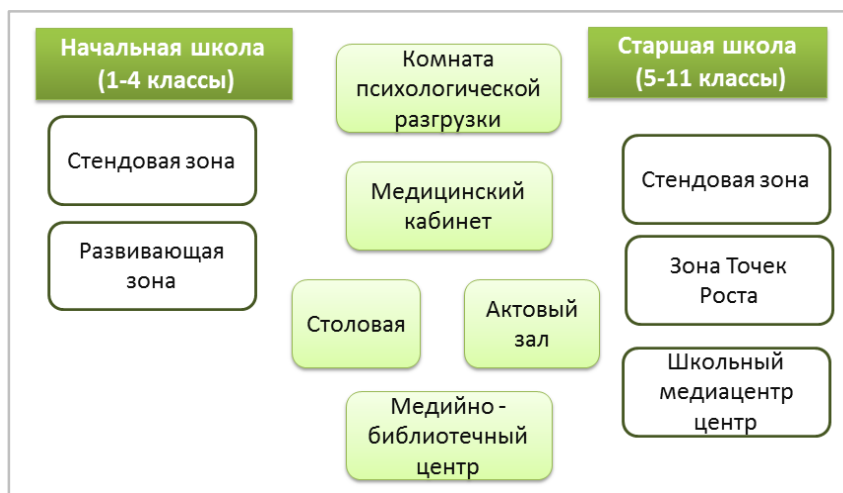 Начальная школа
(1-4 классы)
Стендовая зона
Развивающая
зона
Комната
психологической
разгрузки
Медицинский
кабинет
Столовая
Актовый
зал
Медийно -
библиотечный
центр
Старшая школа
(5-11 классы)
Стендовая зона
Зона Точек
Роста
Школьный
медиацентр
центр